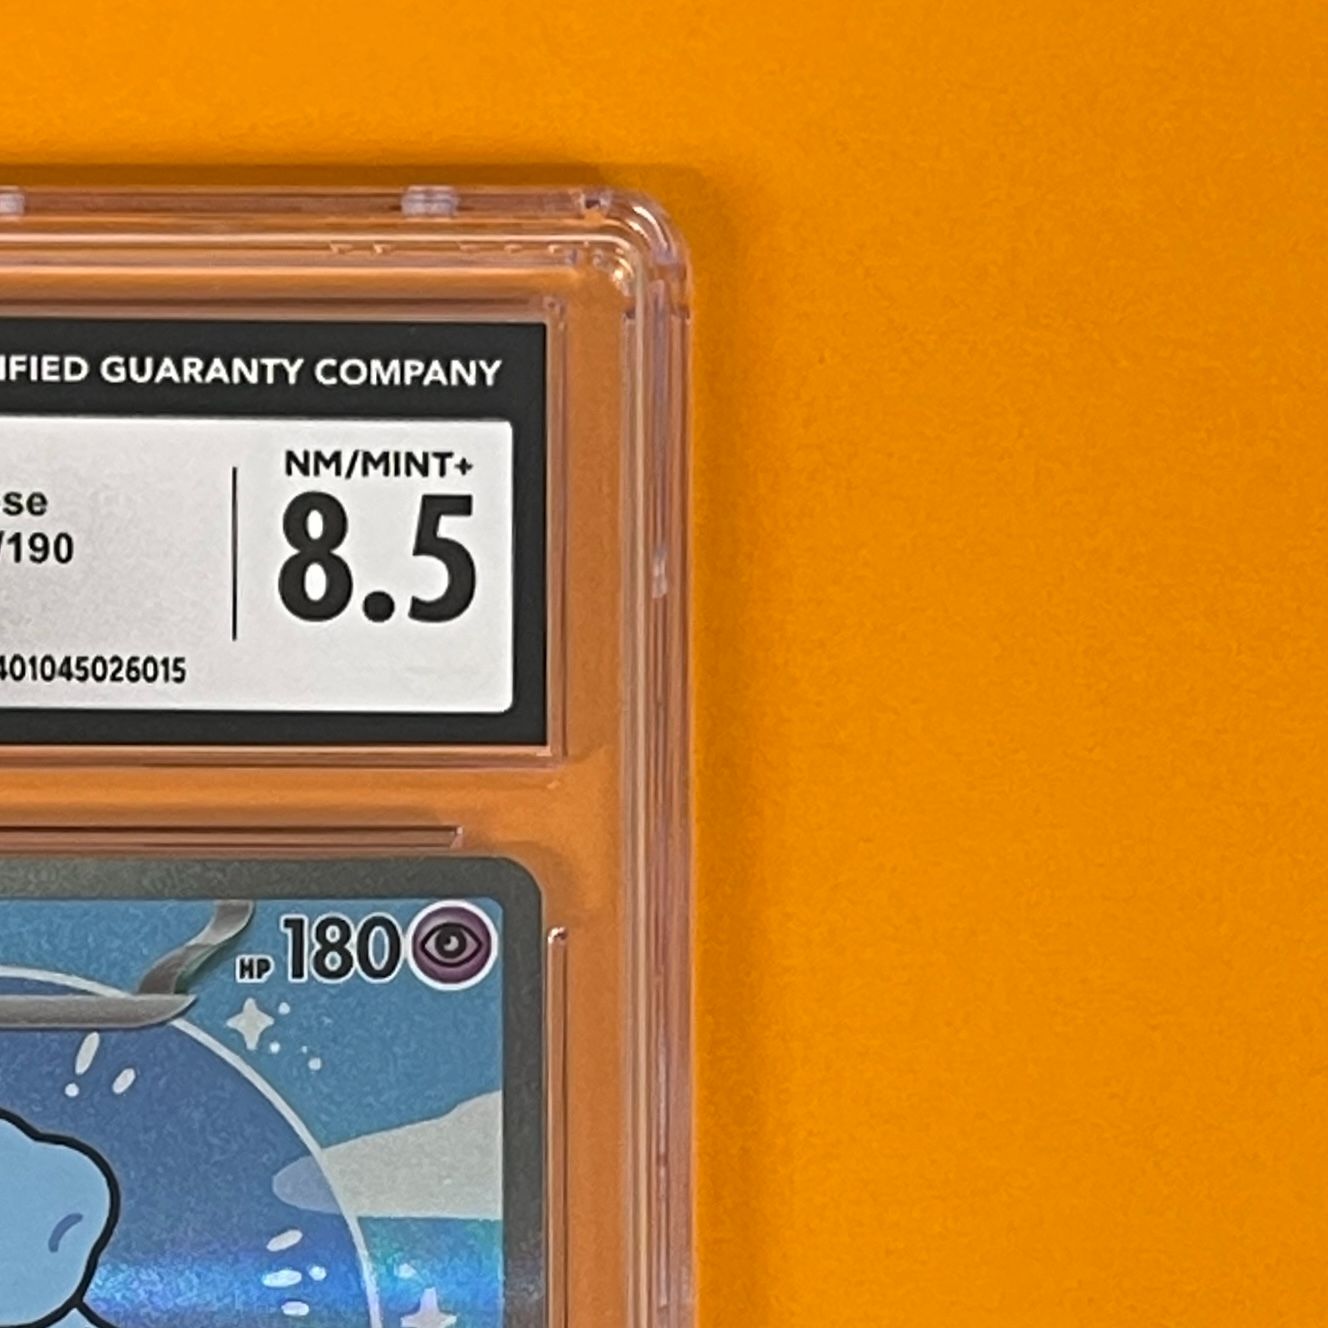 IFIED GUARANTY COMPANY
NM/MINT+
8.5
se
/190
401045026015
HP 180